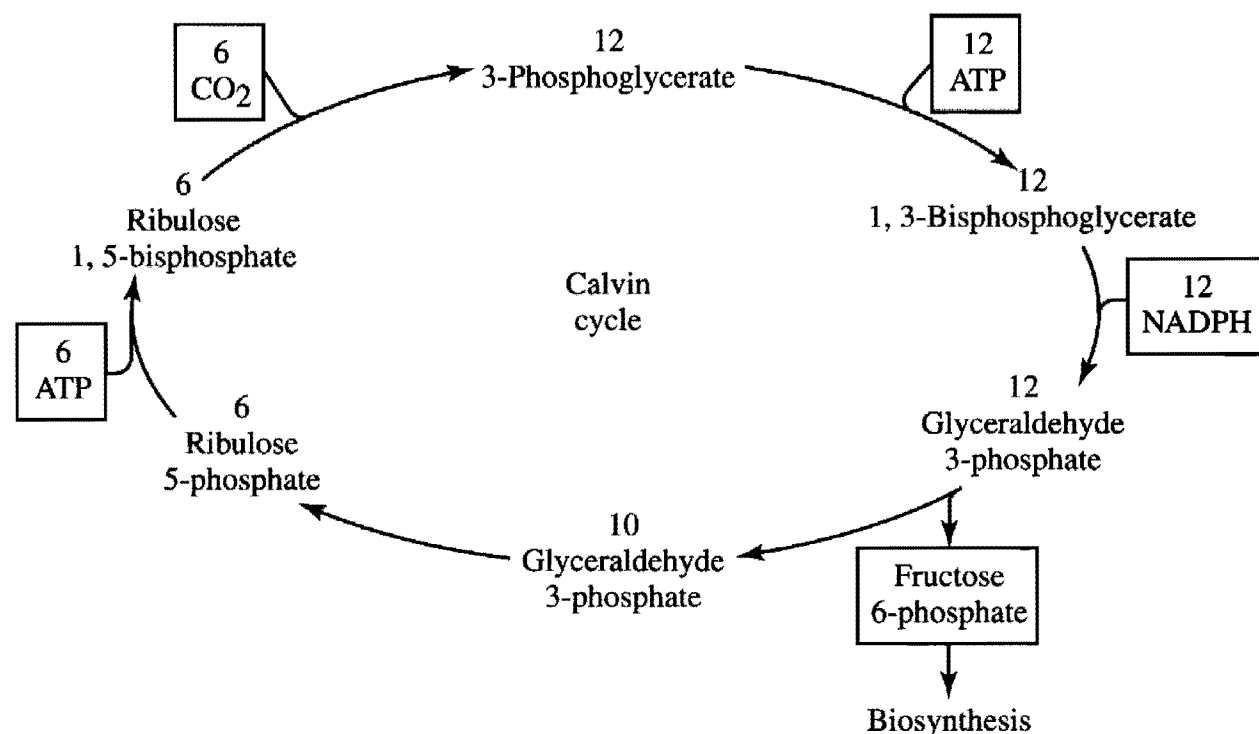 6
CO2
12
3-Phosphoglycerate
12
ATP
12
1, 3-Bisphosphoglycerate
12
NADPH
12
Glyceraldehyde
3-phosphate
Fructose
6-phosphate
Biosynthesis
10
Glyceraldehyde
3-phosphate
6
Ribulose
5-phosphate
6
ATP
6
Ribulose
1, 5-bisphosphate
Calvin
cycle